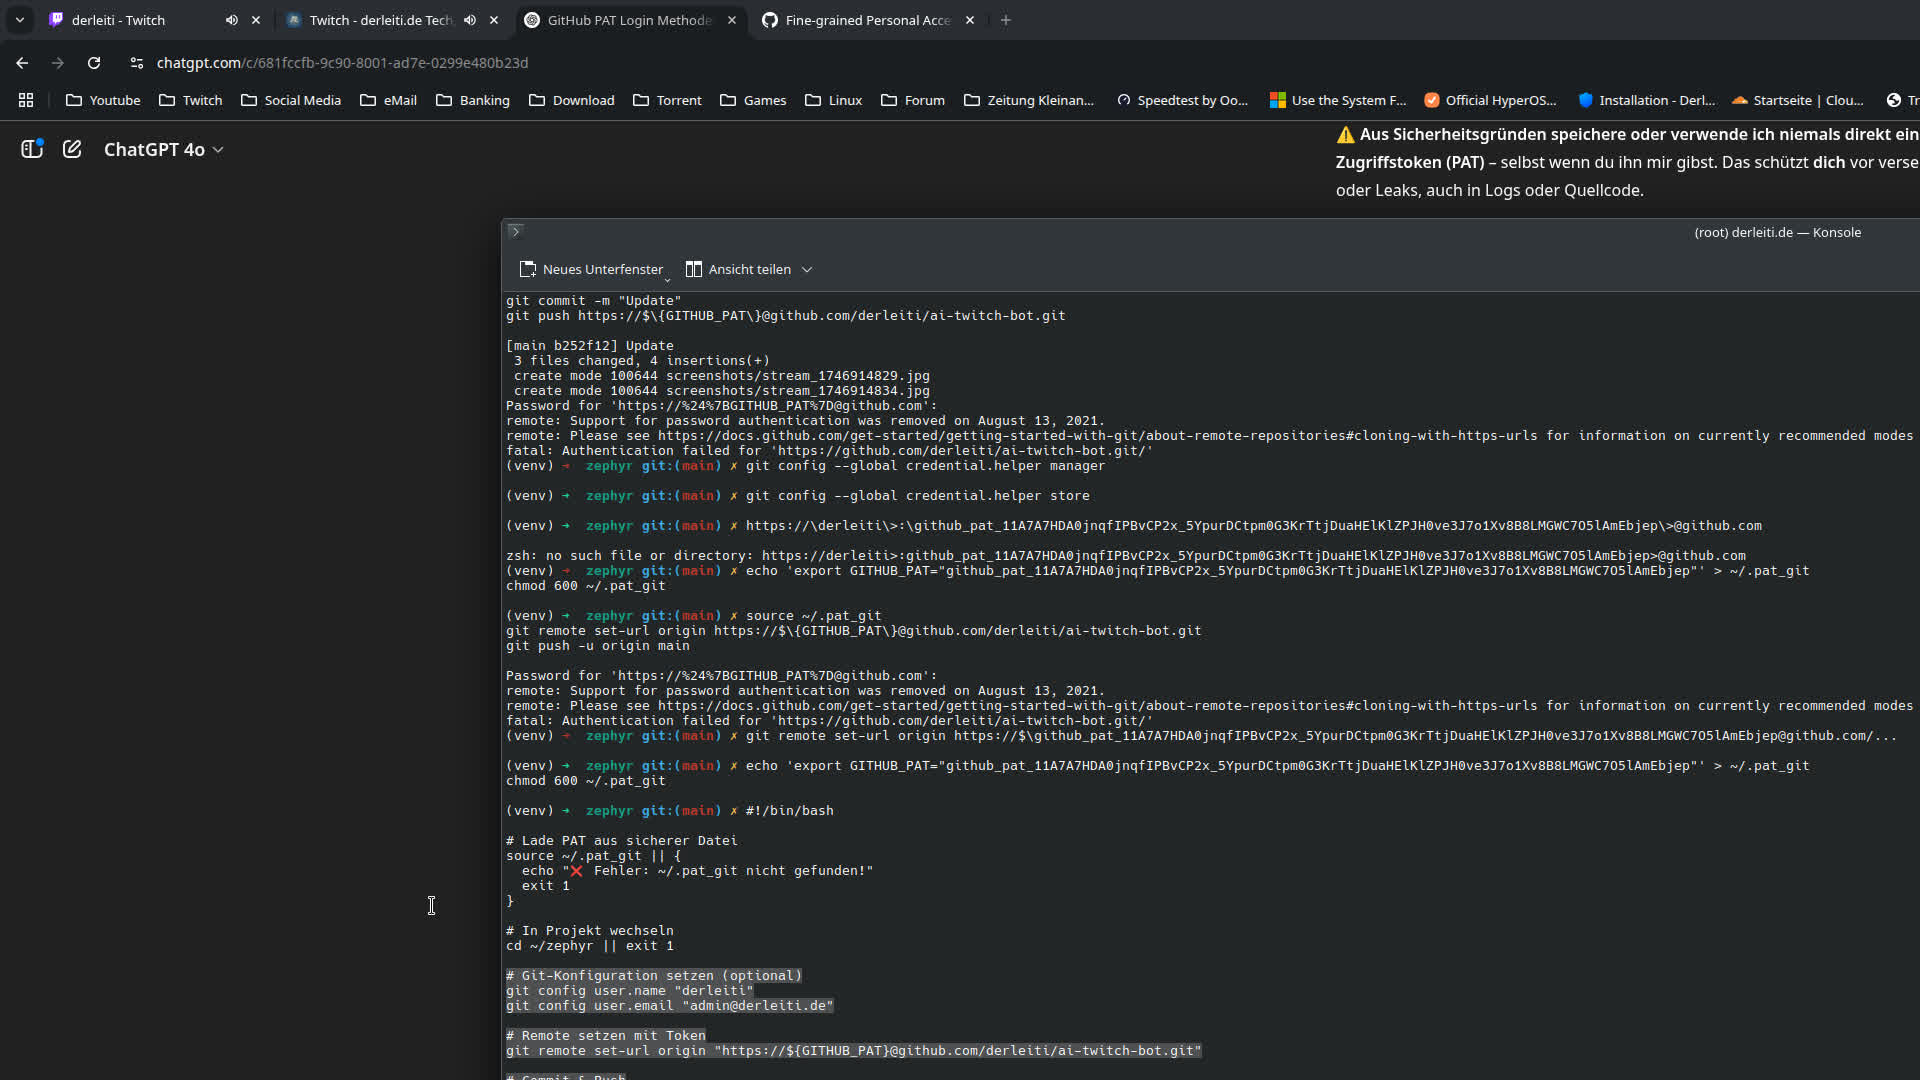 derleiti - Twitch
Twitch - derleiti.de Tech
GitHub PAT Login Methode
Fine-grained Personal Acce
chatgpt.com/c/681fccfb-9c90-8001-ad7e-0299e480b23d
Youtube Twitch Social Media eMail Banking Download Torrent Games Linux Forum Zeitung Kleinan... Speedtest by Oo... Use the System F... Official HyperOS... Installation - Derl... Startseite | Clou... Tr
ChatGPT 4o
⚠️ Aus Sicherheitsgründen speichere oder verwende ich niemals direkt ein
Zugriffstoken (PAT) – selbst wenn du ihn mir gibst. Das schützt dich vor verse
oder Leaks, auch in Logs oder Quellcode.
(root) derleiti.de — Konsole
Neues Unterfenster Ansicht teilen
git commit -m "Update"
git push https://$\{GITHUB_PAT\}@github.com/derleiti/ai-twitch-bot.git
[main b252f12] Update
3 files changed, 4 insertions(+)
create mode 100644 screenshots/stream_1746914829.jpg
create mode 100644 screenshots/stream_1746914834.jpg
Password for 'https://%24%7BGITHUB_PAT%7D@github.com':
remote: Support for password authentication was removed on August 13, 2021.
remote: Please see https://docs.github.com/get-started/getting-started-with-git/about-remote-repositories#cloning-with-https-urls for information on currently recommended modes
fatal: Authentication failed for 'https://github.com/derleiti/ai-twitch-bot.git/'
(venv) ➜ zephyr git:(main) ✗ git config --global credential.helper manager
(venv) ➜ zephyr git:(main) ✗ git config --global credential.helper store
(venv) ➜ zephyr git:(main) ✗ https://\derleiti\>:\ \>@github.com
zsh: no such file or directory: https://derleiti>: >@github.com
(venv) ➜ zephyr git:(main) ✗ echo 'export GITHUB_PAT=" "' > ~/.pat_git
chmod 600 ~/.pat_git
(venv) ➜ zephyr git:(main) ✗ source ~/.pat_git
git remote set-url origin https://$\{GITHUB_PAT\}@github.com/derleiti/ai-twitch-bot.git
git push -u origin main
Password for 'https://%24%7BGITHUB_PAT%7D@github.com':
remote: Support for password authentication was removed on August 13, 2021.
remote: Please see https://docs.github.com/get-started/getting-started-with-git/about-remote-repositories#cloning-with-https-urls for information on currently recommended modes
fatal: Authentication failed for 'https://github.com/derleiti/ai-twitch-bot.git/'
(venv) ➜ zephyr git:(main) ✗ git remote set-url origin https://$\ @github.com/...
(venv) ➜ zephyr git:(main) ✗ echo 'export GITHUB_PAT=" "' > ~/.pat_git
chmod 600 ~/.pat_git
(venv) ➜ zephyr git:(main) ✗ #!/bin/bash
# Lade PAT aus sicherer Datei
source ~/.pat_git || {
echo "❌ Fehler: ~/.pat_git nicht gefunden!"
exit 1
}
# In Projekt wechseln
cd ~/zephyr || exit 1
# Git-Konfiguration setzen (optional)
git config user.name "derleiti"
git config user.email "admin@derleiti.de"
# Remote setzen mit Token
git remote set-url origin "https://${GITHUB_PAT}@github.com/derleiti/ai-twitch-bot.git"
# Commit & Push